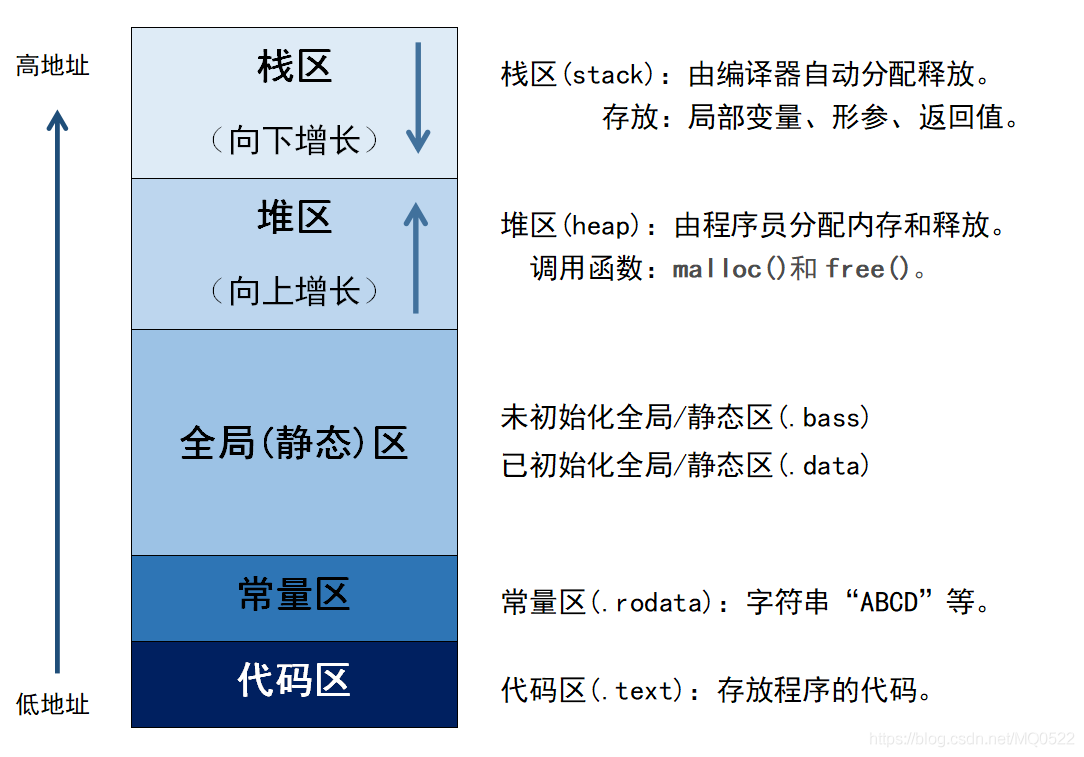 高地址
栈区
（向下增长）
栈区(stack)：由编译器自动分配释放。
存放：局部变量、形参、返回值。
堆区
（向上增长）
堆区(heap)：由程序员分配内存和释放。
调用函数：malloc()和 free()。
全局(静态)区
未初始化全局/静态区(.bass)
已初始化全局/静态区(.data)
常量区
常量区(.rodata)：字符串“ABCD”等。
代码区
代码区(.text)：存放程序的代码。
低地址
https://blog.csdn.net/MQ0522